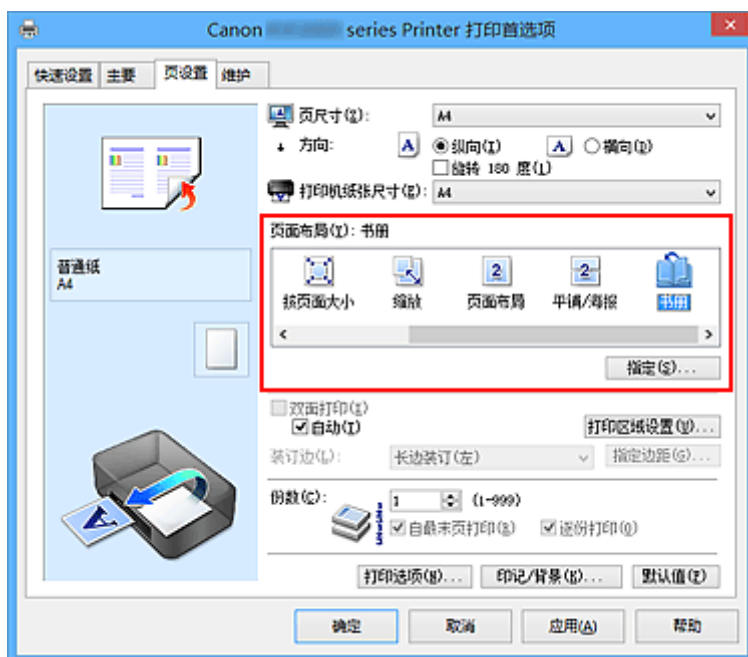 Canon series Printer 打印首选项
快速设置 主要 页设置 维护
页尺寸(Z): A4
方向: A 纵向(I) A 横向(D)
旋转 180 度(L)
打印机纸张尺寸(E): A4
页面布局(Y): 书册
普通纸
A4
按页面大小 缩放 页面布局 平铺/海报 书册
指定(S)...
双面打印(X)
自动(T)
打印区域设置(U)...
装订边(L): 长边装订(左) 指定边距(G)...
份数(C): 1 (1-999)
自最末页打印(R) 逐份打印(O)
打印选项(N)... 印记/背景(K)... 默认值(F)
确定 取消 应用(A) 帮助